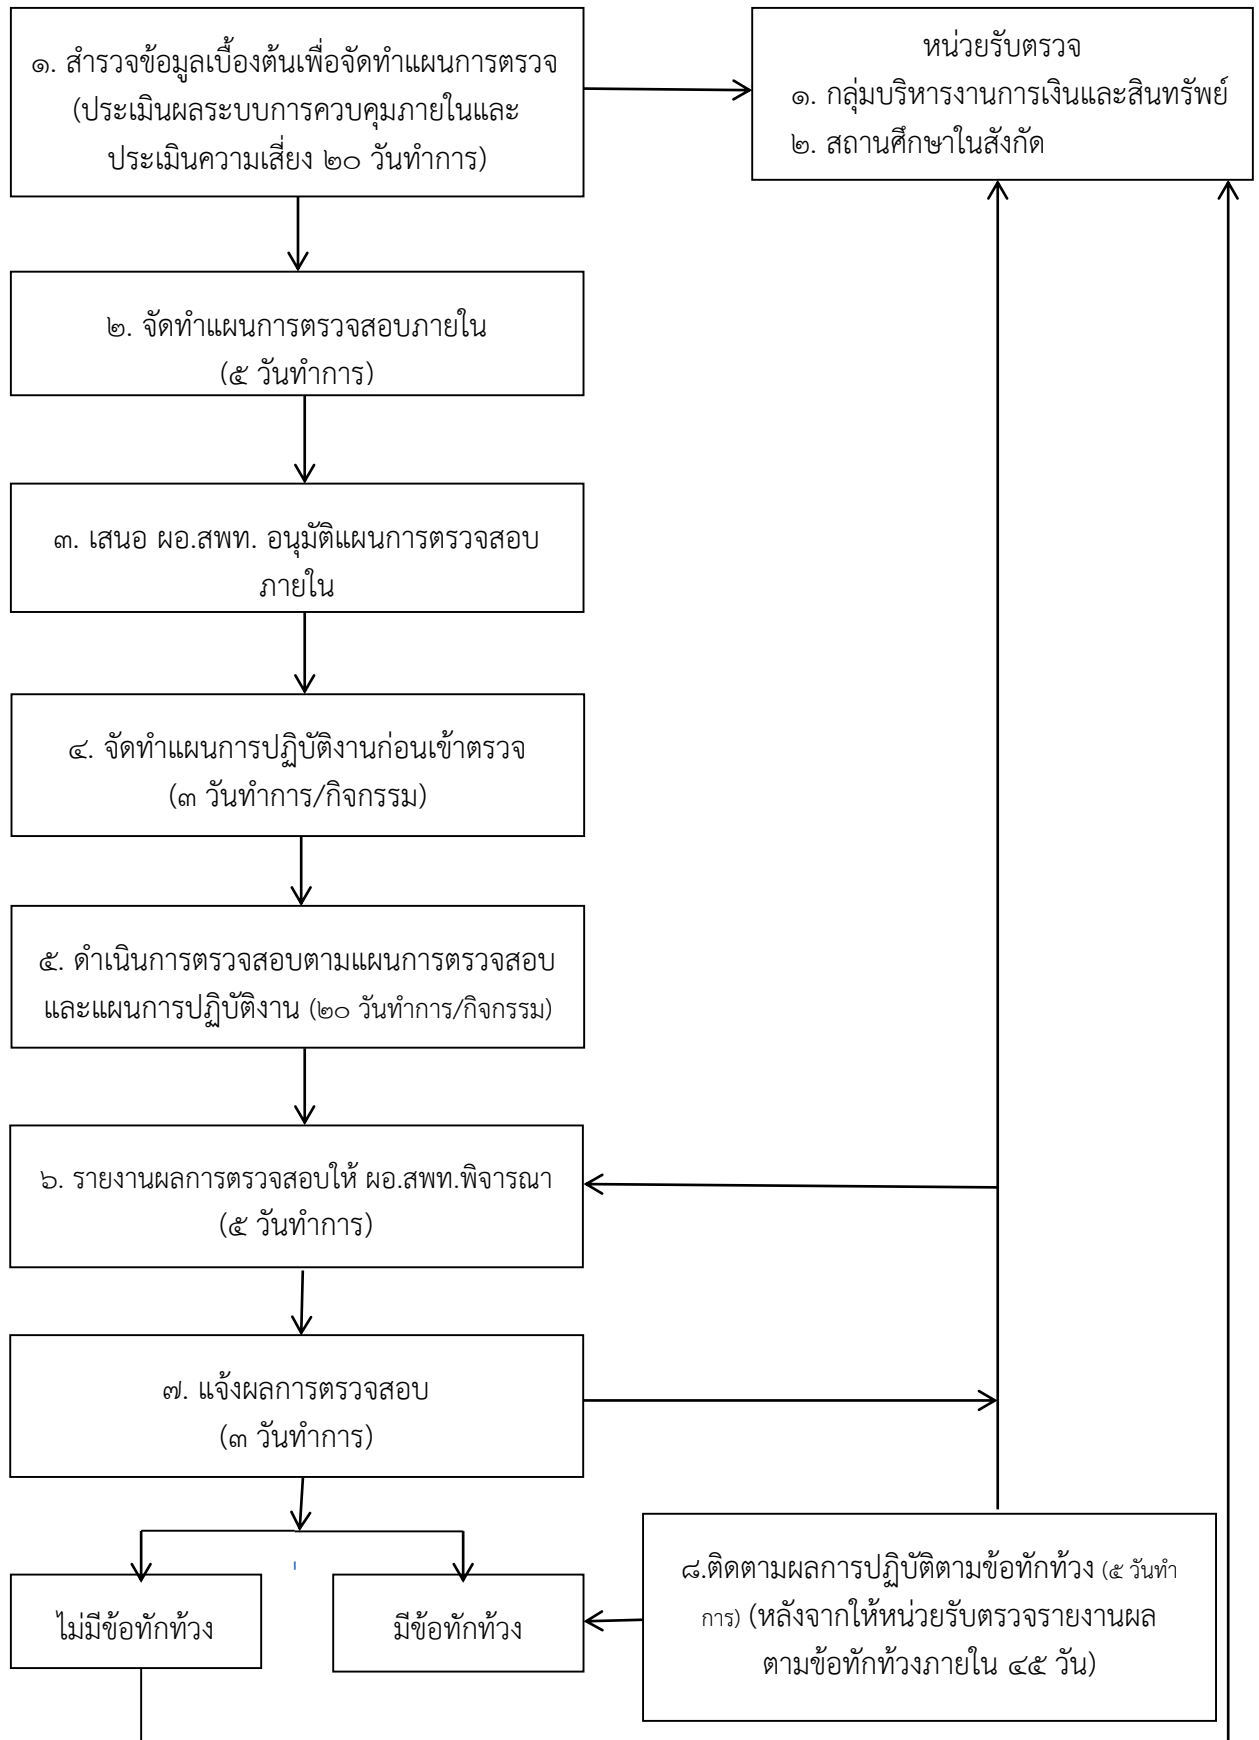 ๑. สำรวจข้อมูลเบื้องต้นเพื่อจัดทำแผนการตรวจ
(ประเมินผลระบบการควบคุมภายในและ
ประเมินความเสี่ยง ๒๐ วันทำการ)
หน่วยรับตรวจ
๑. กลุ่มบริหารงานการเงินและสินทรัพย์
๒. สถานศึกษาในสังกัด
๒. จัดทำแผนการตรวจสอบภายใน
(๕ วันทำการ)
๓. เสนอ ผอ.สพท. อนุมัติแผนการตรวจสอบ
ภายใน
๔. จัดทำแผนการปฏิบัติงานก่อนเข้าตรวจ
(๓ วันทำการ/กิจกรรม)
๕. ดำเนินการตรวจสอบตามแผนการตรวจสอบ
และแผนการปฏิบัติงาน (๒๐ วันทำการ/กิจกรรม)
๖. รายงานผลการตรวจสอบให้ ผอ.สพท.พิจารณา
(๕ วันทำการ)
๗. แจ้งผลการตรวจสอบ
(๓ วันทำการ)
ไม่มีข้อทักท้วง
มีข้อทักท้วง
๘.ติดตามผลการปฏิบัติตามข้อทักท้วง (๕ วันทำ
การ) (หลังจากให้หน่วยรับตรวจรายงานผล
ตามข้อทักท้วงภายใน ๔๕ วัน)